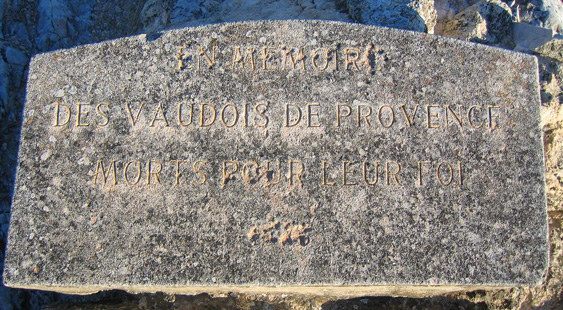 EN MEMOIRE
DES VAUDOIS DE PROVENCE
MORTS POUR LEUR FOI